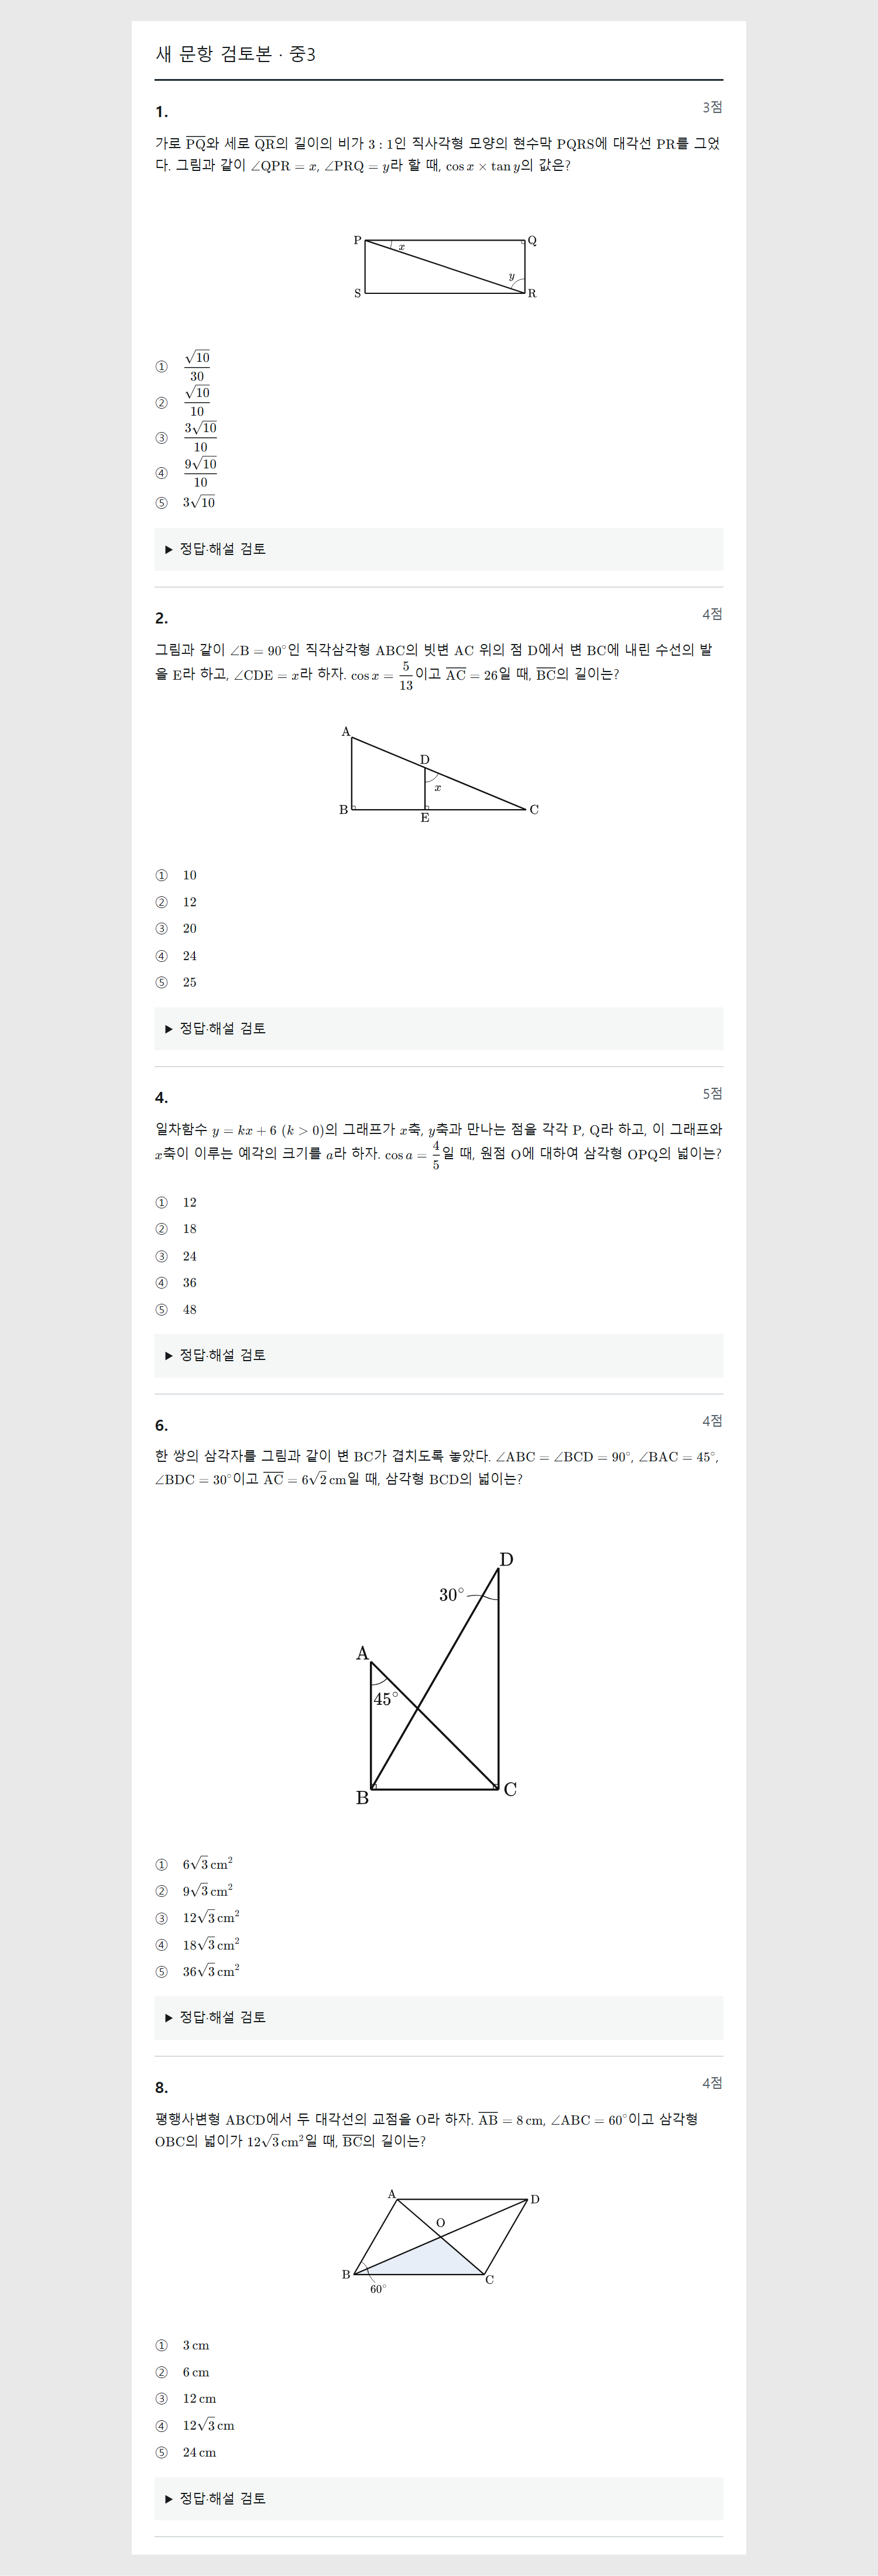 새 문항 검토본 · 중3
1.
3점
가로 PQ와 세로 QR의 길이의 비가 3 : 1인 직사각형 모양의 현수막 PQRS에 대각선 PR를 그었
다. 그림과 같이 ∠QPR = x, ∠PRQ = y라 할 때, cos x × tan y의 값은?
P
Q
x
y
S
R
① √10/30
② √10/10
③ 3√10/10
④ 9√10/10
⑤ 3√10
▶ 정답·해설 검토
2.
4점
그림과 같이 ∠B = 90°인 직각삼각형 ABC의 빗변 AC 위의 점 D에서 변 BC에 내린 수선의 발
을 E라 하고, ∠CDE = x라 하자. cos x = 5/13이고 AC = 26일 때, BC의 길이는?
A
D
x
B
E
C
① 10
② 12
③ 20
④ 24
⑤ 25
▶ 정답·해설 검토
4.
5점
일차함수 y = kx + 6 (k > 0)의 그래프가 x축, y축과 만나는 점을 각각 P, Q라 하고, 이 그래프와
x축이 이루는 예각의 크기를 a라 하자. cos a = 4/5일 때, 원점 O에 대하여 삼각형 OPQ의 넓이는?
① 12
② 18
③ 24
④ 36
⑤ 48
▶ 정답·해설 검토
6.
4점
한 쌍의 삼각자를 그림과 같이 변 BC가 겹치도록 놓았다. ∠ABC = ∠BCD = 90°, ∠BAC = 45°,
∠BDC = 30°이고 AC = 6√2 cm일 때, 삼각형 BCD의 넓이는?
D
30°
A
45°
B
C
① 6√3 cm²
② 9√3 cm²
③ 12√3 cm²
④ 18√3 cm²
⑤ 36√3 cm²
▶ 정답·해설 검토
8.
4점
평행사변형 ABCD에서 두 대각선의 교점을 O라 하자. AB = 8 cm, ∠ABC = 60°이고 삼각형
OBC의 넓이가 12√3 cm²일 때, BC의 길이는?
A
D
O
B
C
60°
① 3 cm
② 6 cm
③ 12 cm
④ 12√3 cm
⑤ 24 cm
▶ 정답·해설 검토